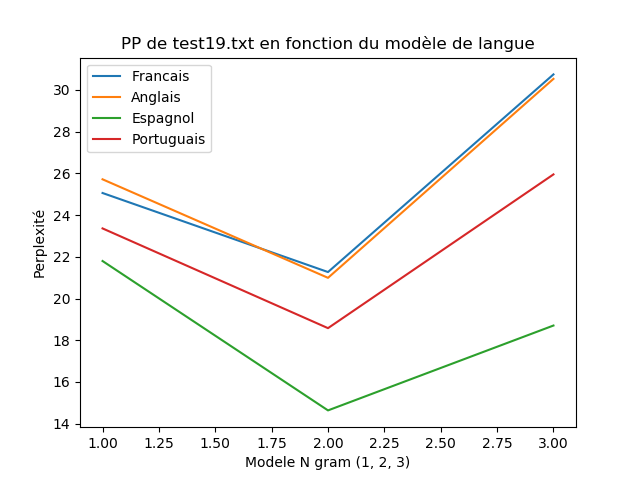 PP de test19.txt en fonction du modèle de langue
Francais
Anglais
Espagnol
Portuguais
Perplexité
30
28
26
24
22
20
18
16
14
1.00 1.25 1.50 1.75 2.00 2.25 2.50 2.75 3.00
Modele N gram (1, 2, 3)